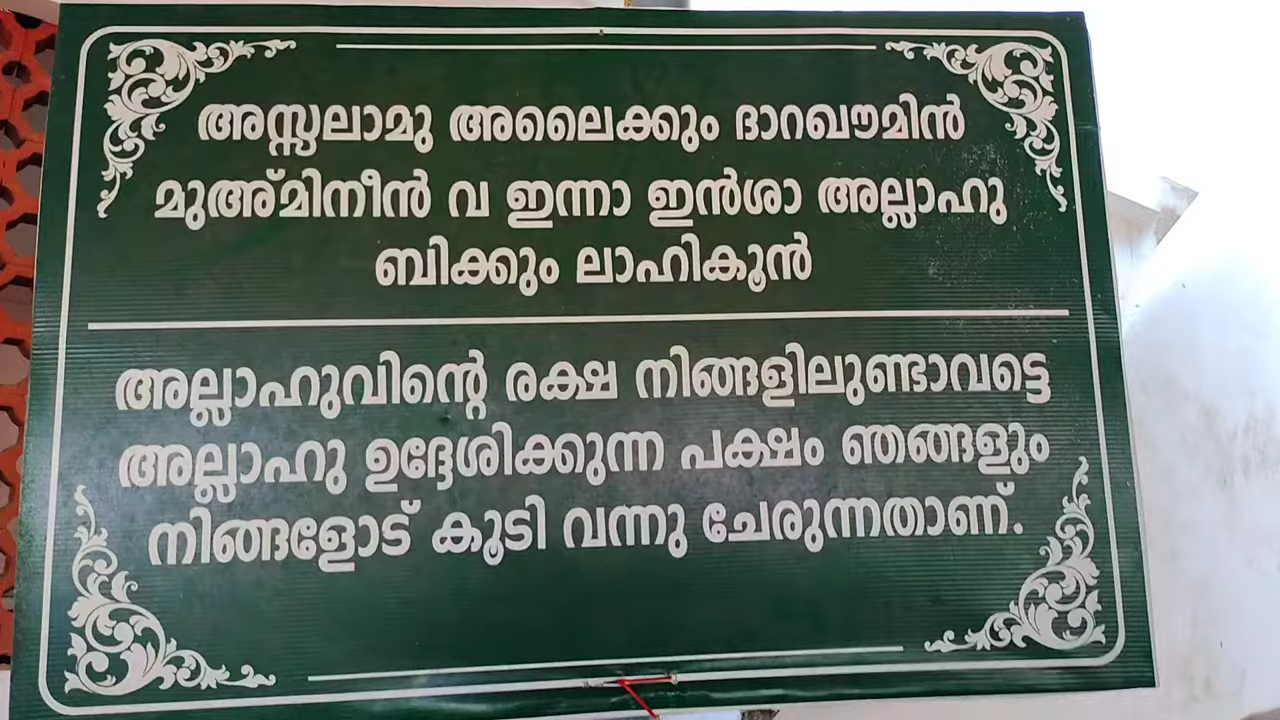 അസ്സലാമു അലൈക്കും ദാറഖൗമിൻ
മുഅ്മിനീൻ വ ഇന്നാ ഇൻശാ അല്ലാഹു
ബിക്കും ലാഹികൂൻ
അല്ലാഹുവിന്റെ രക്ഷ നിങ്ങളിലുണ്ടാവട്ടെ
അല്ലാഹു ഉദ്ദേശിക്കുന്ന പക്ഷം ഞങ്ങളും
നിങ്ങളോട് കൂടി വന്നു ചേരുന്നതാണ്.